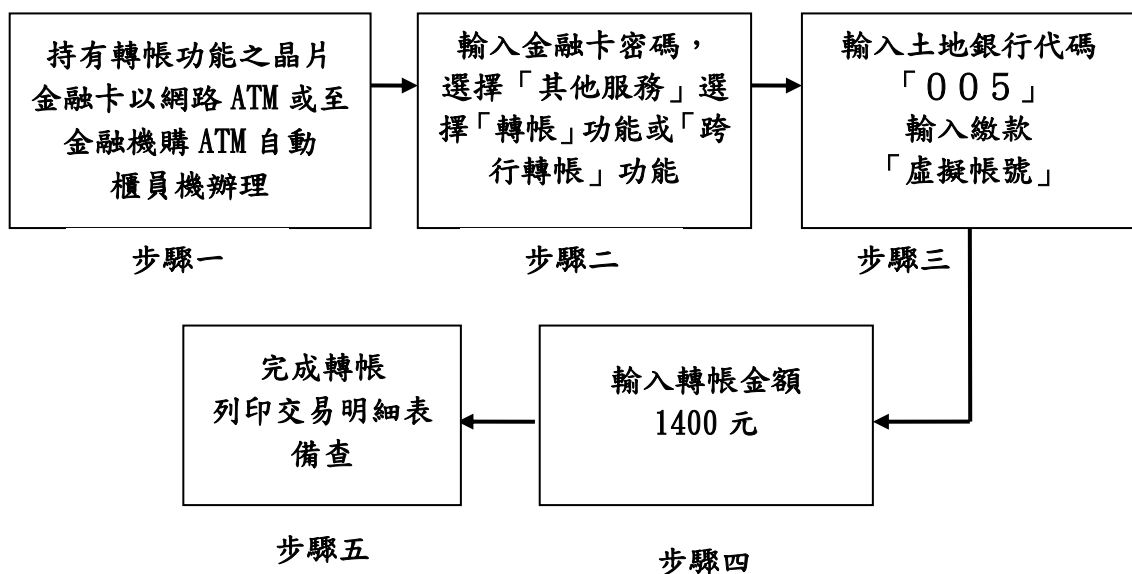 持有轉帳功能之晶片
金融卡以網路 ATM 或至
金融機購 ATM 自動
櫃員機辦理
步驟一
輸入金融卡密碼，
選擇「其他服務」選
擇「轉帳」功能或「跨
行轉帳」功能
步驟二
輸入土地銀行代碼
「００５」
輸入繳款
「虛擬帳號」
步驟三
輸入轉帳金額
1400 元
步驟四
完成轉帳
列印交易明細表
備查
步驟五